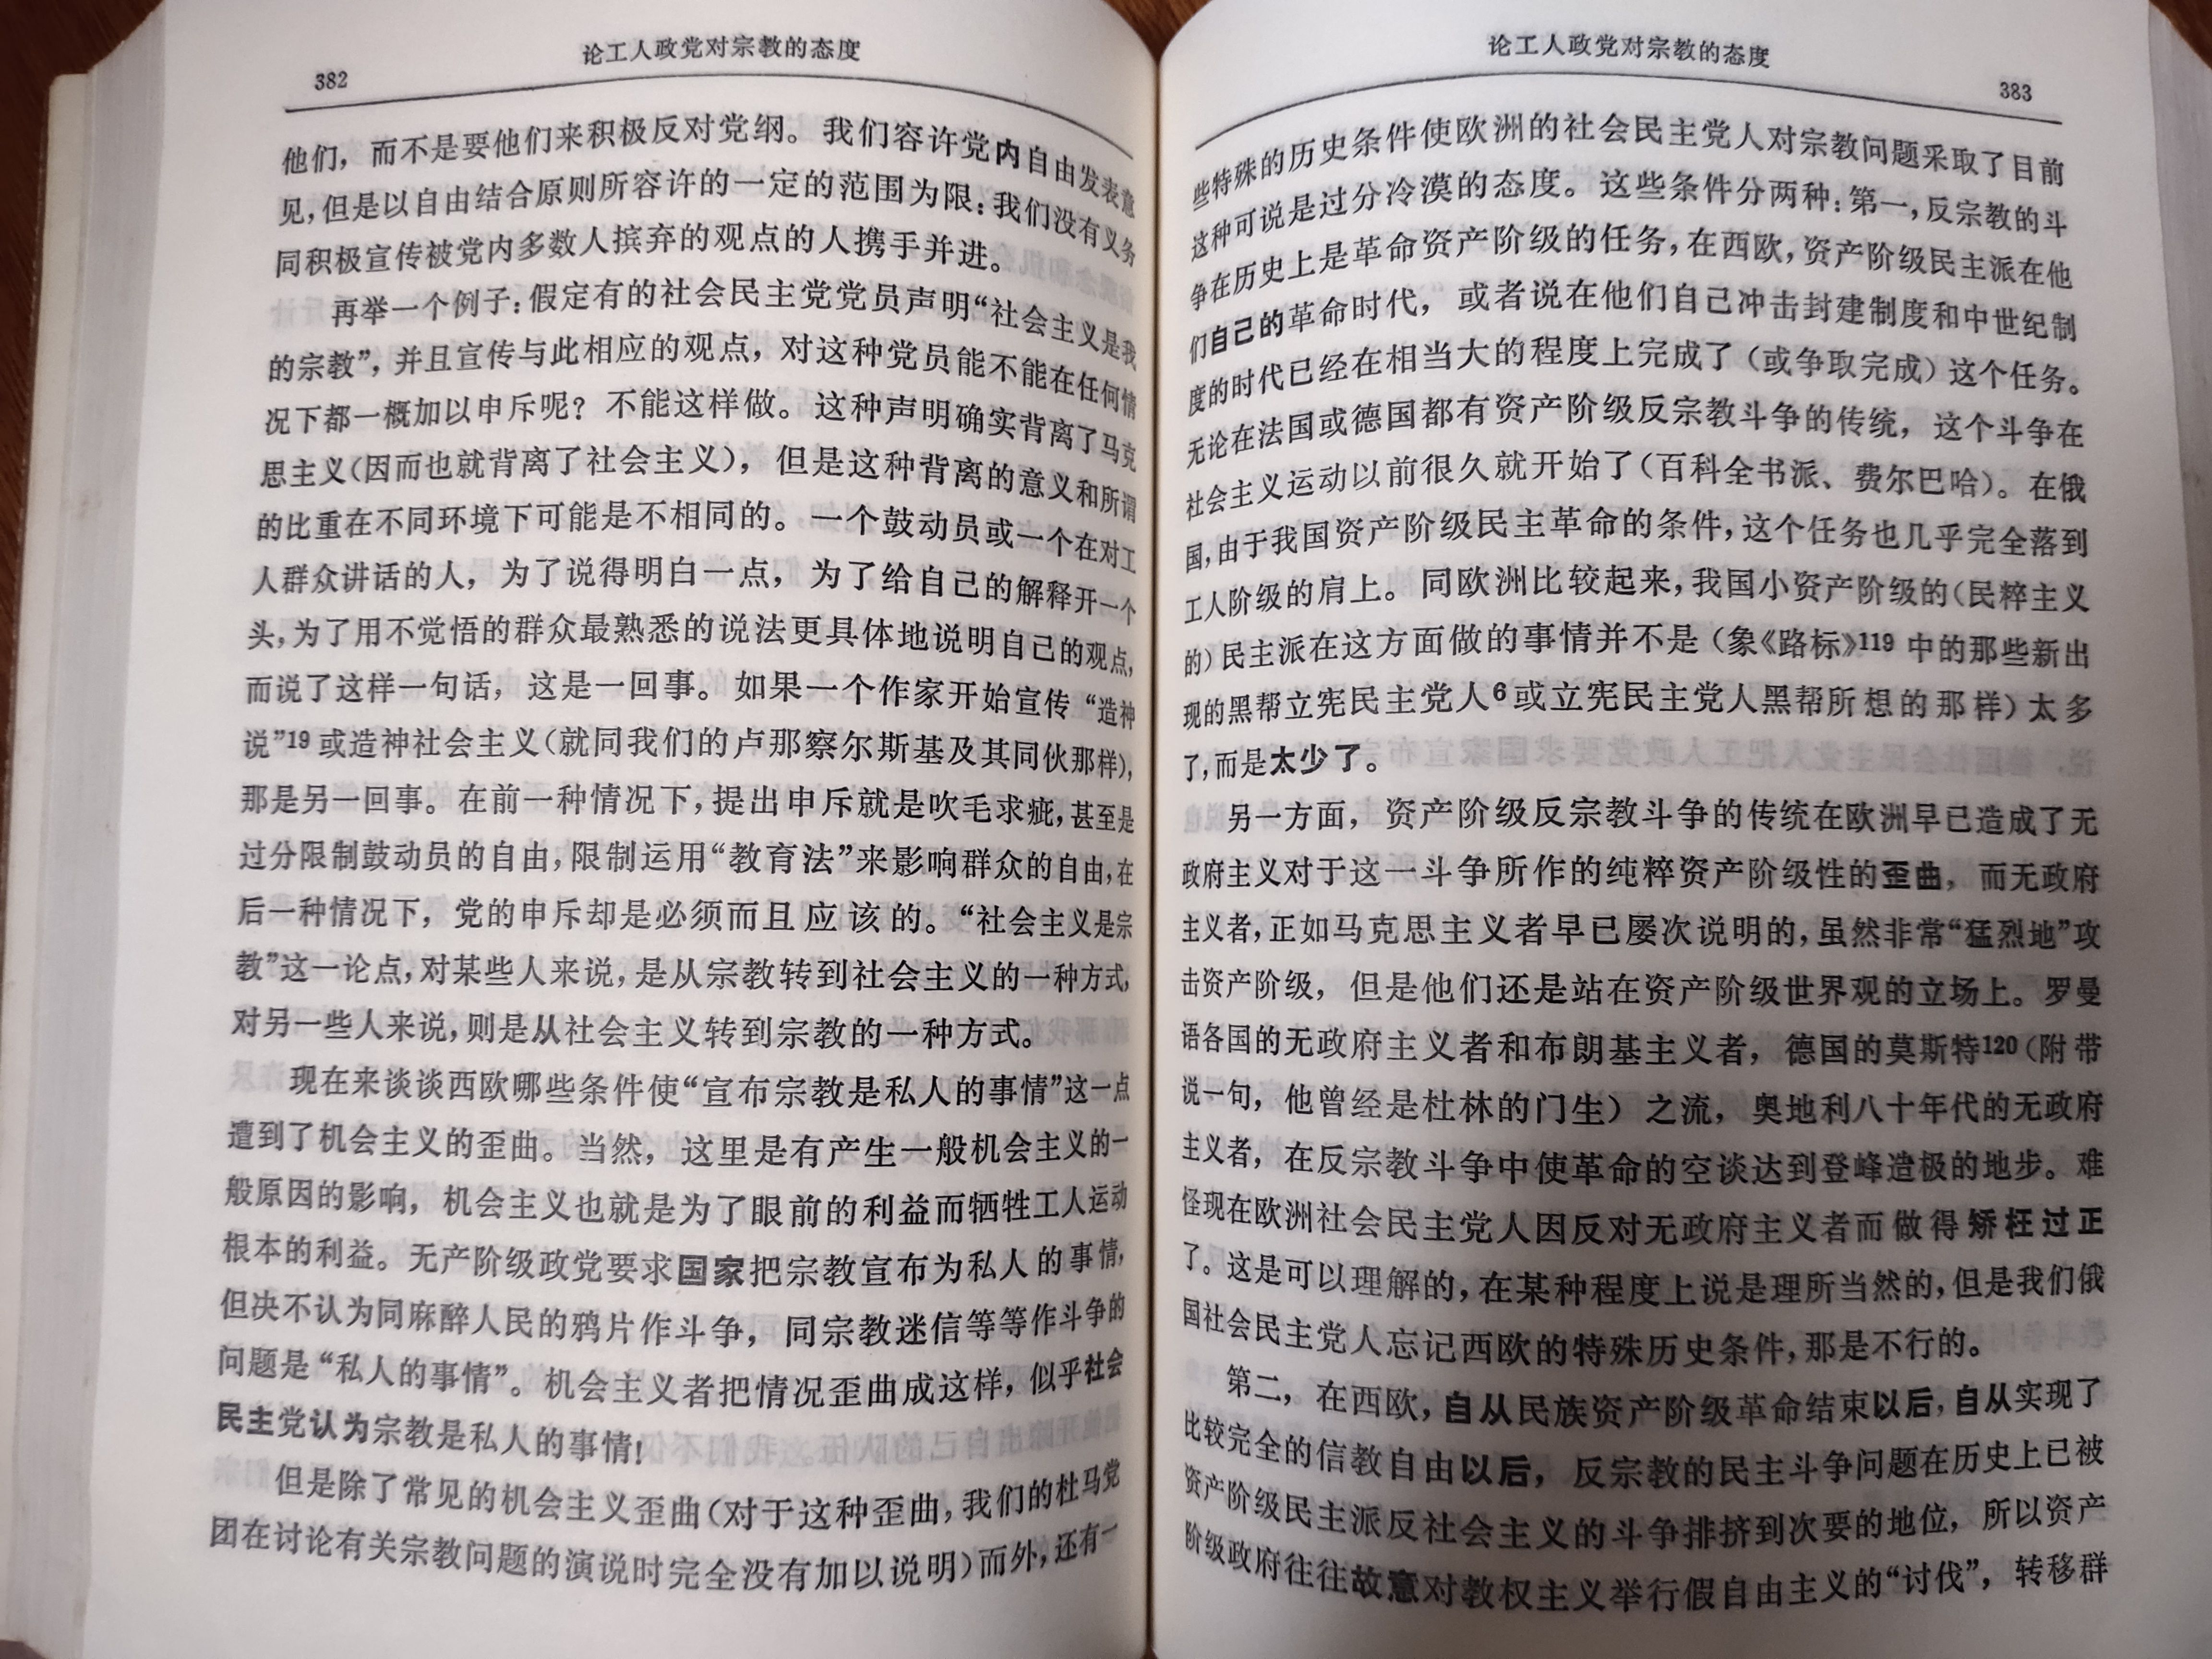 382
论工人政党对宗教的态度
他们，而不是要他们来积极反对党纲。我们容许党内自由发表意
见，但是以自由结合原则所容许的一定的范围为限：我们没有义务
同积极宣传被党内多数人摈弃的观点的人携手并进。
再举一个例子：假定有的社会民主党党员声明“社会主义是我
的宗教”，并且宣传与此相应的观点，对这种党员能不能在任何情
况下都一概加以申斥呢？不能这样做。这种声明确实背离了马克
思主义（因而也就背离了社会主义），但是这种背离的意义和所谓
的比重在不同环境下可能是不相同的。一个鼓动员或一个在对工
人群众讲话的人，为了说得明白一点，为了给自己的解释开一个
头，为了用不觉悟的群众最熟悉的说法更具体地说明自己的观点，
而说了这样一句话，这是一回事。如果一个作家开始宣传“造神
说”19或造神社会主义（就同我们的卢那察尔斯基及其同伙那样），
那是另一回事。在前一种情况下，提出申斥就是吹毛求疵，甚至是
过分限制鼓动员的自由，限制运用“教育法”来影响群众的自由，在
后一种情况下，党的申斥却是必须而且应该的。“社会主义是宗
教”这一论点，对某些人来说，是从宗教转到社会主义的一种方式，
对另一些人来说，则是从社会主义转到宗教的一种方式。
现在来谈谈西欧哪些条件使“宣布宗教是私人的事情”这一点
遭到了机会主义的歪曲。当然，这里是有产生一般机会主义的一
般原因的影响，机会主义也就是为了眼前的利益而牺牲工人运动
根本的利益。无产阶级政党要求国家把宗教宣布为私人的事情，
但决不认为同麻醉人民的鸦片作斗争，同宗教迷信等等作斗争的
问题是“私人的事情”。机会主义者把情况歪曲成这样，似乎社会
民主党认为宗教是私人的事情！
但是除了常见的机会主义歪曲（对于这种歪曲，我们的杜马党
团在讨论有关宗教问题的演说时完全没有加以说明）而外，还有一
论工人政党对宗教的态度
383
些特殊的历史条件使欧洲的社会民主党人对宗教问题采取了目前
这种可说是过分冷漠的态度。这些条件分两种：第一，反宗教的斗
争在历史上是革命资产阶级的任务，在西欧，资产阶级民主派在他
们自己的革命时代，或者说在他们自己冲击封建制度和中世纪制
度的时代已经在相当大的程度上完成了（或争取完成）这个任务。
无论在法国或德国都有资产阶级反宗教斗争的传统，这个斗争在
社会主义运动以前很久就开始了（百科全书派、费尔巴哈）。在俄
国，由于我国资产阶级民主革命的条件，这个任务也几乎完全落到
工人阶级的肩上。同欧洲比较起来，我国小资产阶级的（民粹主义
的）民主派在这方面做的事情并不是（象《路标》119中的那些新出
现的黑帮立宪民主党人6或立宪民主党人黑帮所想的那样）太多
了，而是太少了。
另一方面，资产阶级反宗教斗争的传统在欧洲早已造成了无
政府主义对于这一斗争所作的纯粹资产阶级性的歪曲，而无政府
主义者，正如马克思主义者早已屡次说明的，虽然非常“猛烈地”攻
击资产阶级，但是他们还是站在资产阶级世界观的立场上。罗曼
语各国的无政府主义者和布朗基主义者，德国的莫斯特120（附带
说一句，他曾经是杜林的门生）之流，奥地利八十年代的无政府
主义者，在反宗教斗争中使革命的空谈达到登峰造极的地步。难
怪现在欧洲社会民主党人因反对无政府主义者而做得矫枉过正
了。这是可以理解的，在某种程度上说是理所当然的，但是我们俄
国社会民主党人忘记西欧的特殊历史条件，那是不行的。
第二，在西欧，自从民族资产阶级革命结束以后，自从实现了
比较完全的信教自由以后，反宗教的民主斗争问题在历史上已被
资产阶级民主派反社会主义的斗争排挤到次要的地位，所以资产
阶级政府往往故意对教权主义举行假自由主义的“讨伐”，转移群